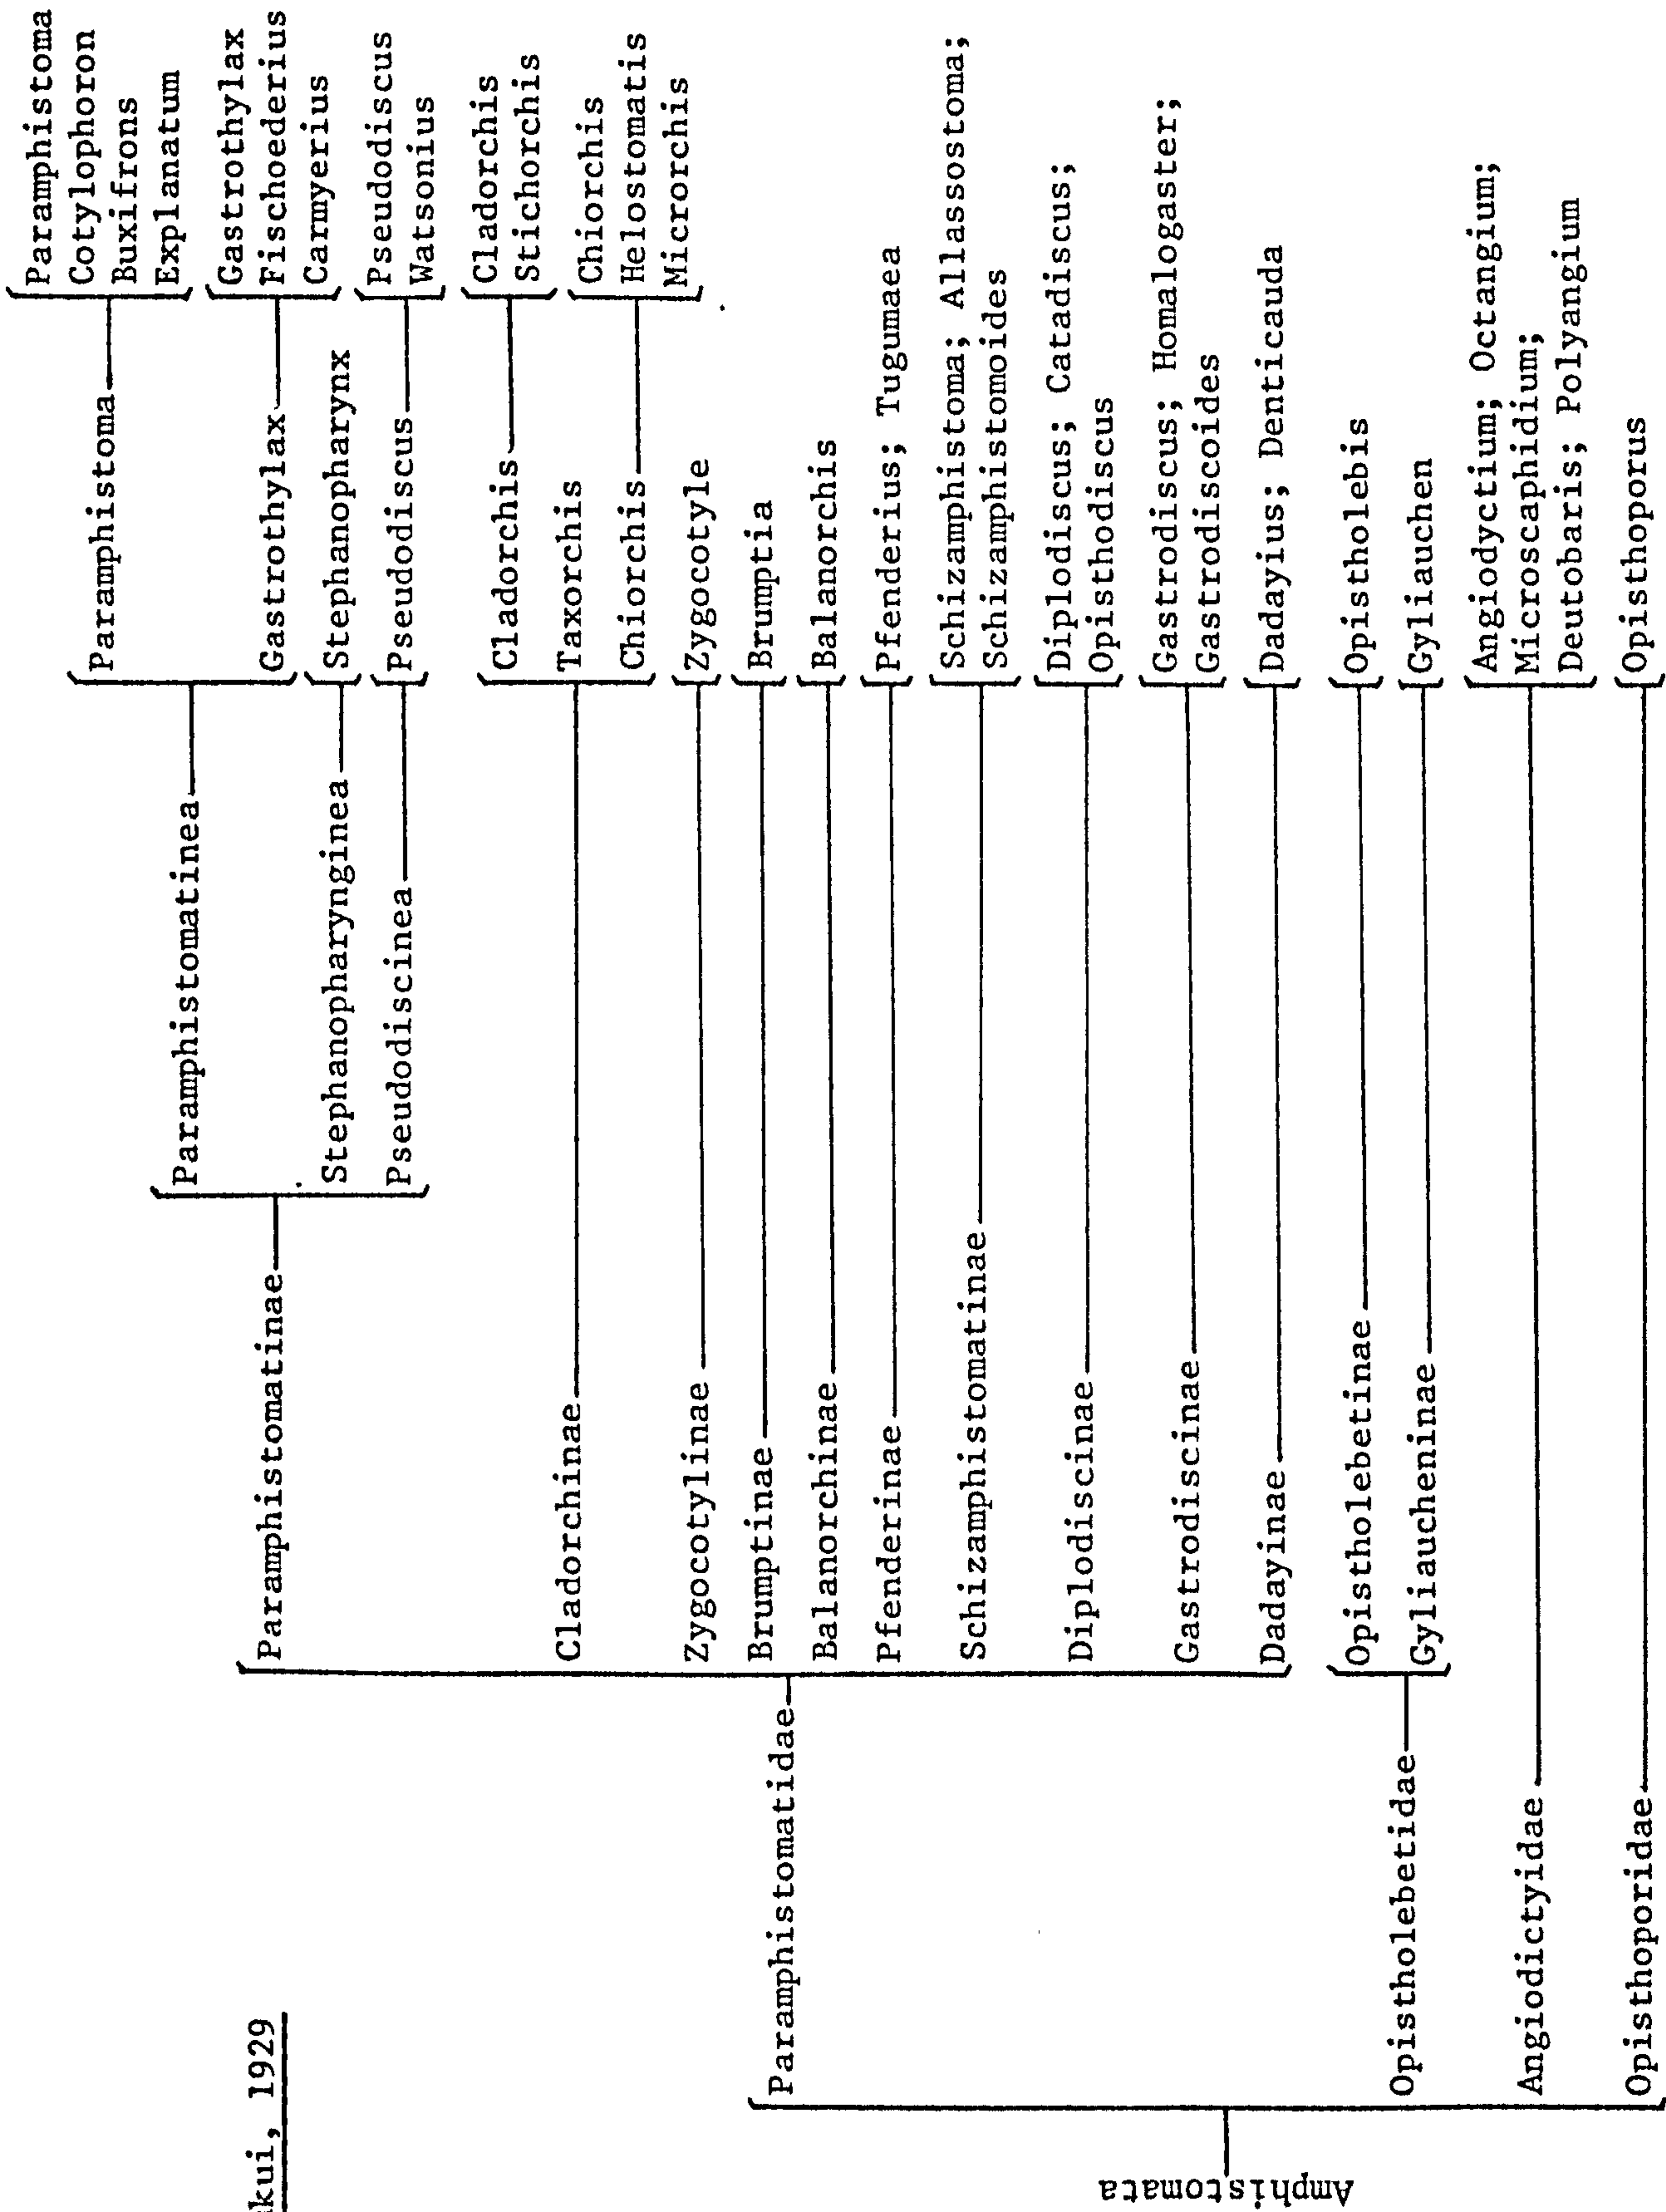 kui, 1929
Amphistomata
Paramphistomatidae
Paramphistomatinae
Paramphistomatinea
Paramphistoma
Paramphistoma
Cotylophoron
Buxifrons
Explanatum
Gastrothylax
Gastrothylax
Fischoederius
Carmyerius
Stephanopharynginea
Stephanopharynx
Pseudodiscinea
Pseudodiscus
Pseudodiscus
Watsonius
Cladorchinae
Cladorchis
Cladorchis
Stichorchis
Taxorchis
Chiorchis
Chiorchis
Helostomatis
Microrchis
Zygocotylinae
Zygocotyle
Brumptinae
Brumptia
Balanorchinae
Balanorchis
Pfenderinae
Pfenderius; Tugumaea
Schizamphistomatinae
Schizamphistoma; Allassostoma;
Schizamphistomoides
Diplodiscinae
Diplodiscus; Catadiscus;
Opisthodiscus
Gastrodiscinae
Gastrodiscus; Homalogaster;
Gastrodiscoides
Dadayinae
Dadayius; Denticauda
Opistholebetidae
Opistholebetinae
Opistholebis
Gyliaucheninae
Gyliauchen
Angiodictyidae
Angiodyctium; Octangium;
Microscaphidium;
Deutobaris; Polyangium
Opisthoporidae
Opisthoporus